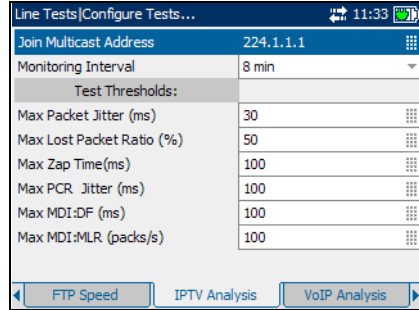 Line Tests|Configure Tests... 11:33
Join Multicast Address 224.1.1.1
Monitoring Interval 8 min
Test Thresholds:
Max Packet Jitter (ms) 30
Max Lost Packet Ratio (%) 50
Max Zap Time(ms) 100
Max PCR Jitter (ms) 100
Max MDI:DF (ms) 100
Max MDI:MLR (packs/s) 100
FTP Speed IPTV Analysis VoIP Analysis